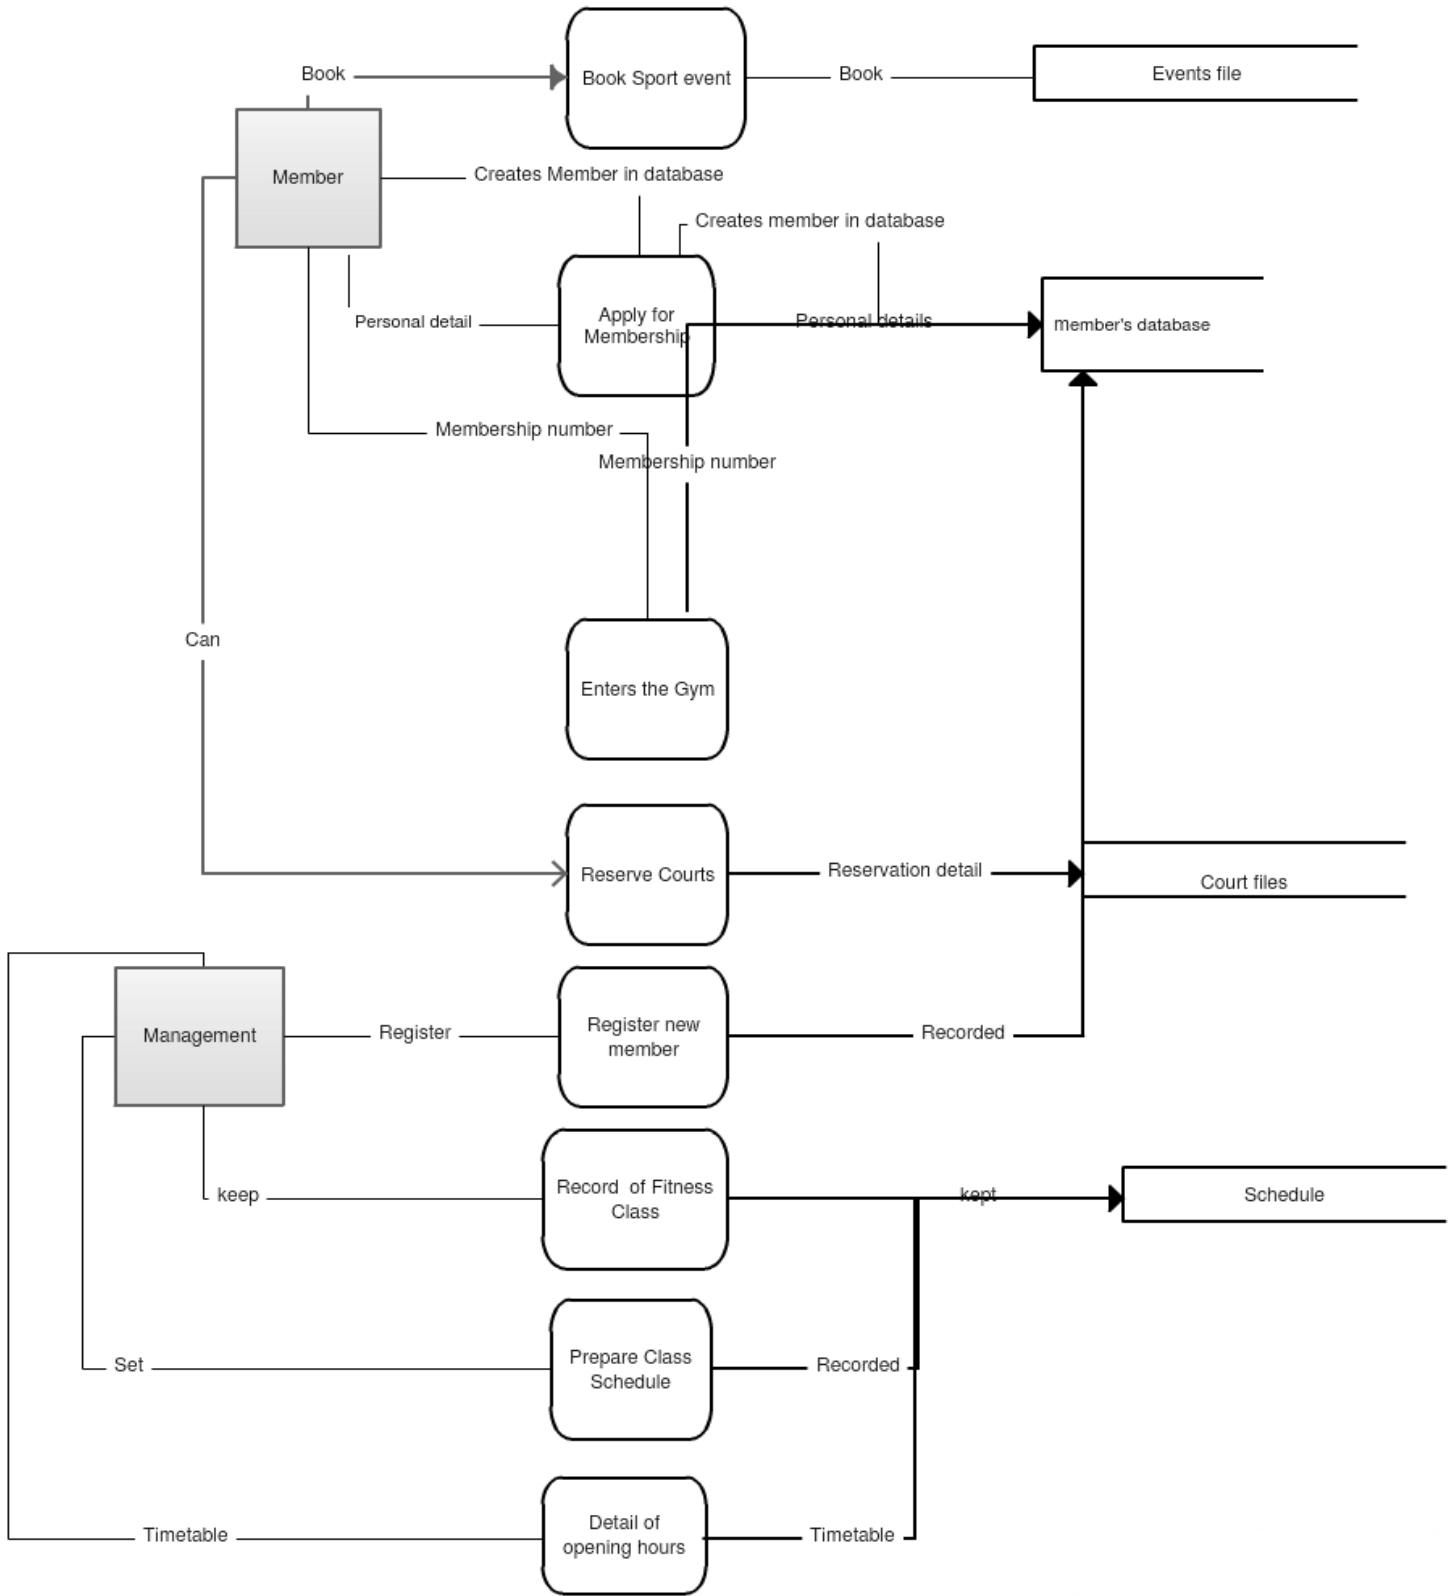 Book
Book Sport event
Book
Events file
Member
Creates Member in database
Creates member in database
Apply for
Membership
Personal detail
Personal details
member's database
Membership number
Membership number
Can
Enters the Gym
Reserve Courts
Reservation detail
Court files
Management
Register
Register new
member
Recorded
keep
Record of Fitness
Class
kept
Schedule
Set
Prepare Class
Schedule
Recorded
Timetable
Detail of
opening hours
Timetable